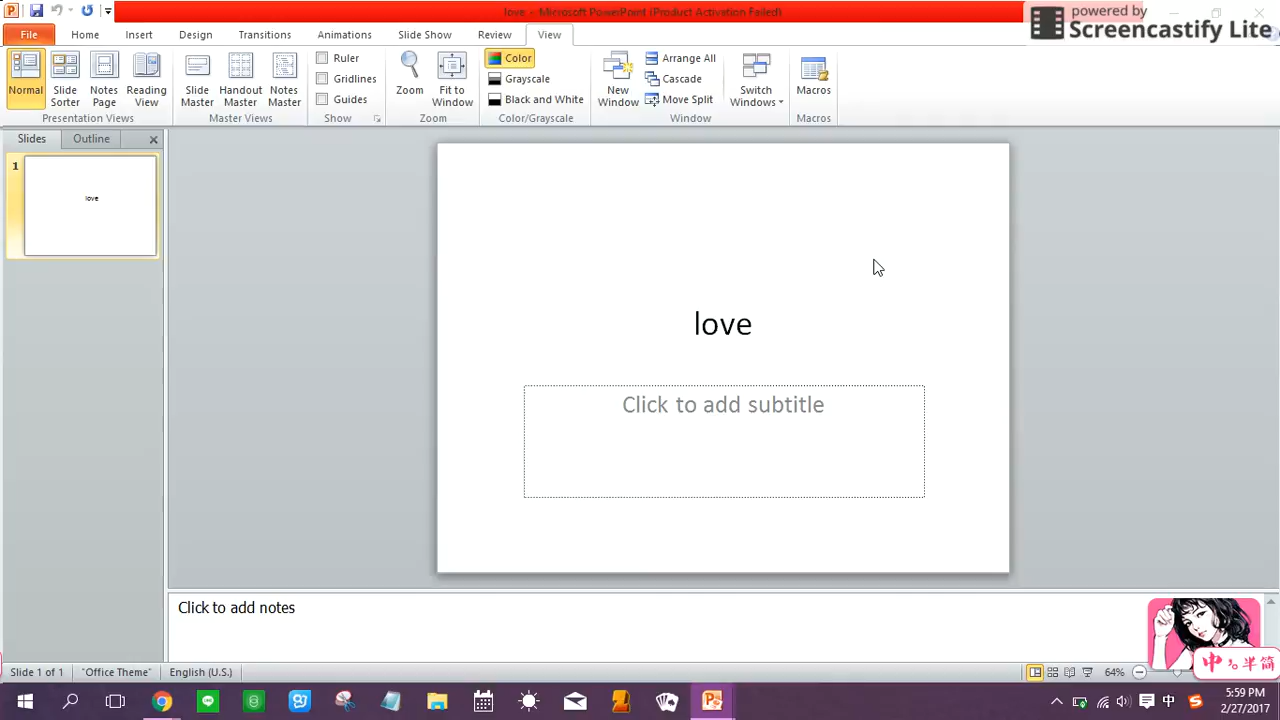 love - Microsoft PowerPoint (Product Activation Failed)
powered by
Screencastify Lite
File Home Insert Design Transitions Animations Slide Show Review View
Normal
Slide Sorter
Notes Page
Reading View
Presentation Views
Slide Master
Handout Master
Notes Master
Master Views
Ruler
Gridlines
Guides
Show
Zoom
Fit to Window
Zoom
Color
Grayscale
Black and White
Color/Grayscale
New Window
Arrange All
Cascade
Move Split
Switch Windows
Window
Macros
Macros
Slides Outline
1
love
love
Click to add subtitle
Click to add notes
中 半 简
Slide 1 of 1 "Office Theme" English (U.S.) 64%
中
5:59 PM
2/27/2017